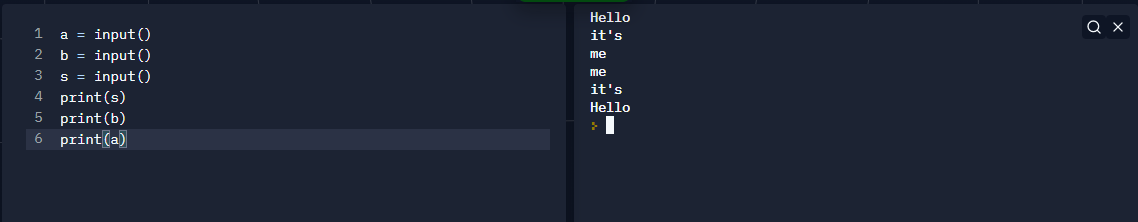 1 a = input()
2 b = input()
3 s = input()
4 print(s)
5 print(b)
6 print(a)
Hello
it's
me
me
it's
Hello
>